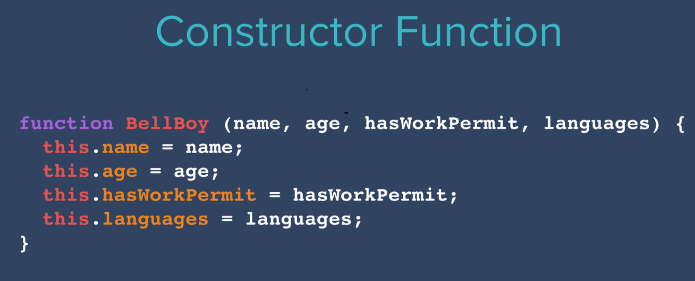 Constructor Function
function BellBoy (name, age, hasWorkPermit, languages) {
this.name = name;
this.age = age;
this.hasWorkPermit = hasWorkPermit;
this.languages = languages;
}